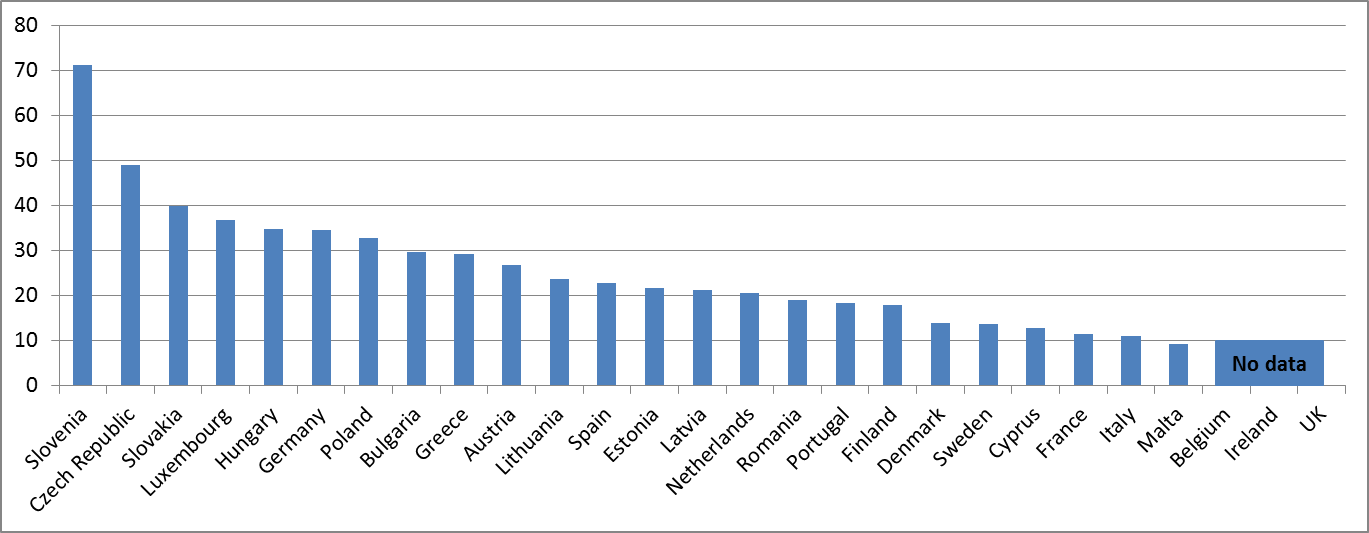 80
70
60
50
40
30
20
10
0
No data
Slovenia
Czech Republic
Slovakia
Luxembourg
Hungary
Germany
Poland
Bulgaria
Greece
Austria
Lithuania
Spain
Estonia
Latvia
Netherlands
Romania
Portugal
Finland
Denmark
Sweden
Cyprus
France
Italy
Malta
Belgium
Ireland
UK